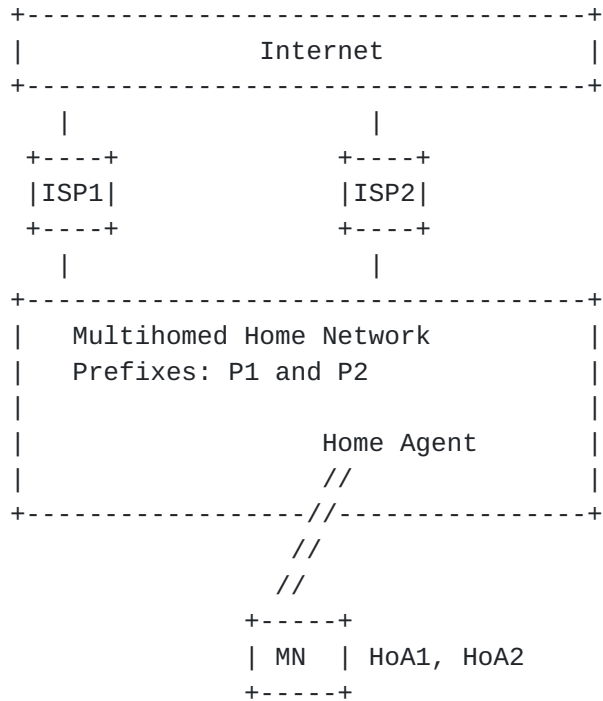 Internet
ISP1 ISP2
Multihomed Home Network
Prefixes: P1 and P2
Home Agent
MN HoA1, HoA2